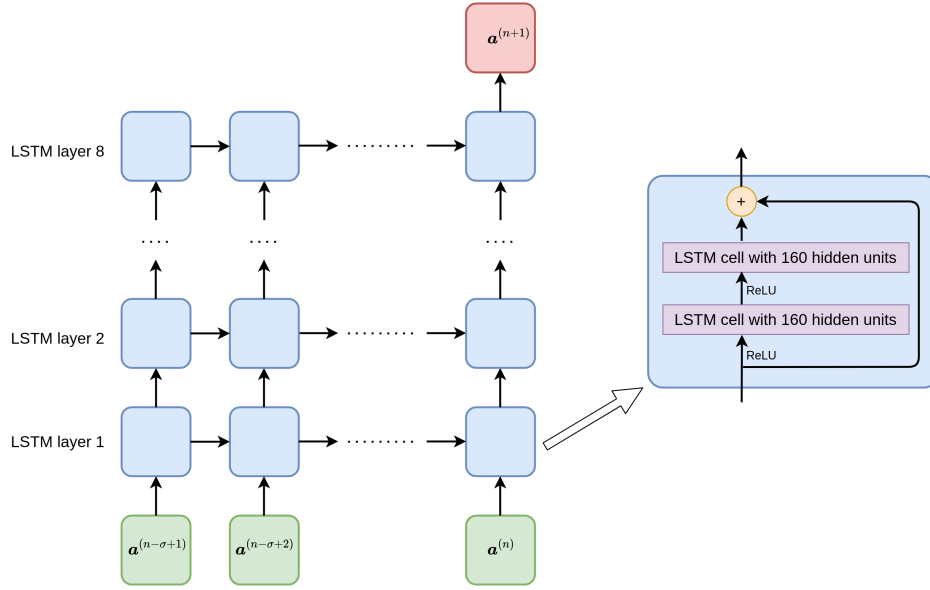 a^(n+1)
LSTM layer 8
· · · · · · · · ·
+
· · · ·
· · · ·
· · · ·
LSTM cell with 160 hidden units
ReLU
LSTM cell with 160 hidden units
LSTM layer 2
· · · · · · · · ·
ReLU
LSTM layer 1
· · · · · · · · ·
a^(n−σ+1)
a^(n−σ+2)
a^(n)